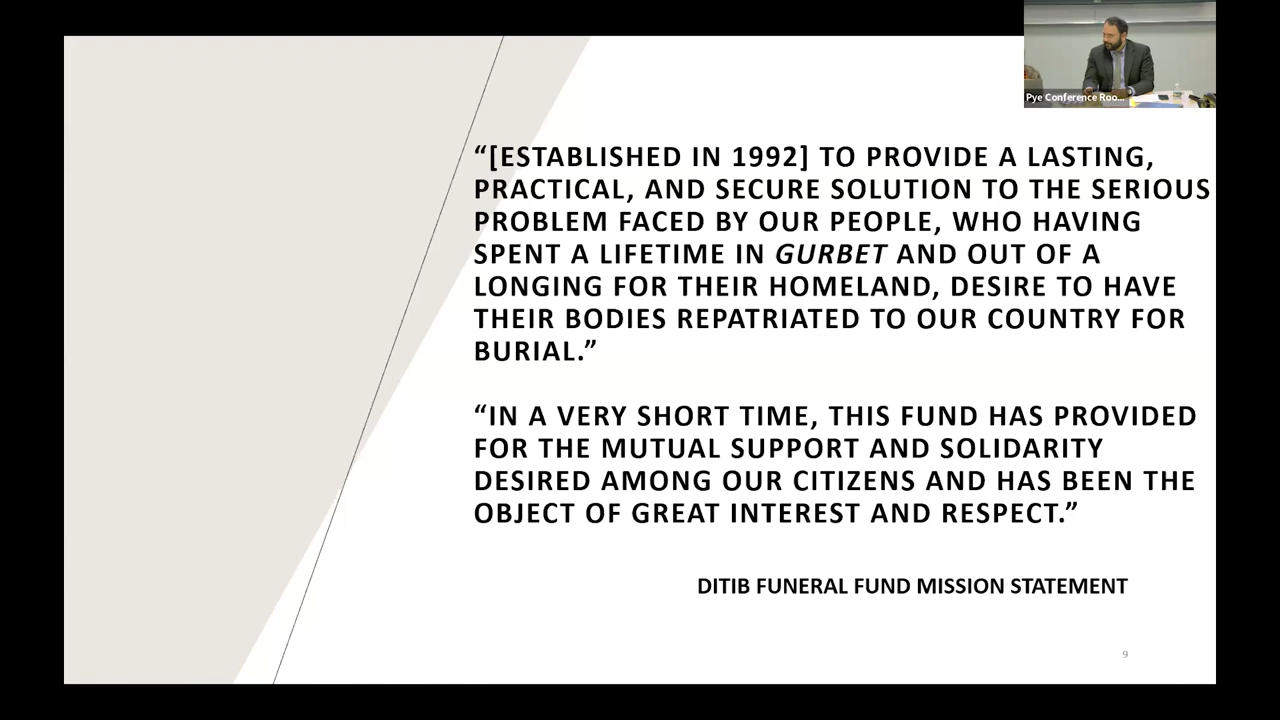 Pye Conference Roo...
“[ESTABLISHED IN 1992] TO PROVIDE A LASTING,
PRACTICAL, AND SECURE SOLUTION TO THE SERIOUS
PROBLEM FACED BY OUR PEOPLE, WHO HAVING
SPENT A LIFETIME IN GURBET AND OUT OF A
LONGING FOR THEIR HOMELAND, DESIRE TO HAVE
THEIR BODIES REPATRIATED TO OUR COUNTRY FOR
BURIAL.”
“IN A VERY SHORT TIME, THIS FUND HAS PROVIDED
FOR THE MUTUAL SUPPORT AND SOLIDARITY
DESIRED AMONG OUR CITIZENS AND HAS BEEN THE
OBJECT OF GREAT INTEREST AND RESPECT.”
DITIB FUNERAL FUND MISSION STATEMENT
9